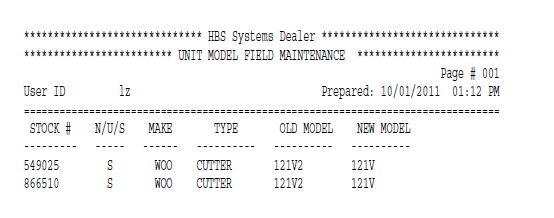 ****************************** HBS Systems Dealer ******************************
************************* UNIT MODEL FIELD MAINTENANCE ************************
Page # 001
User ID lz Prepared: 10/01/2011 01:12 PM
================================================================================
STOCK # N/U/S MAKE TYPE OLD MODEL NEW MODEL
--------- ----- ------ ---------- ---------- ----------
549025 S WOO CUTTER 121V2 121V
866510 S WOO CUTTER 121V2 121V